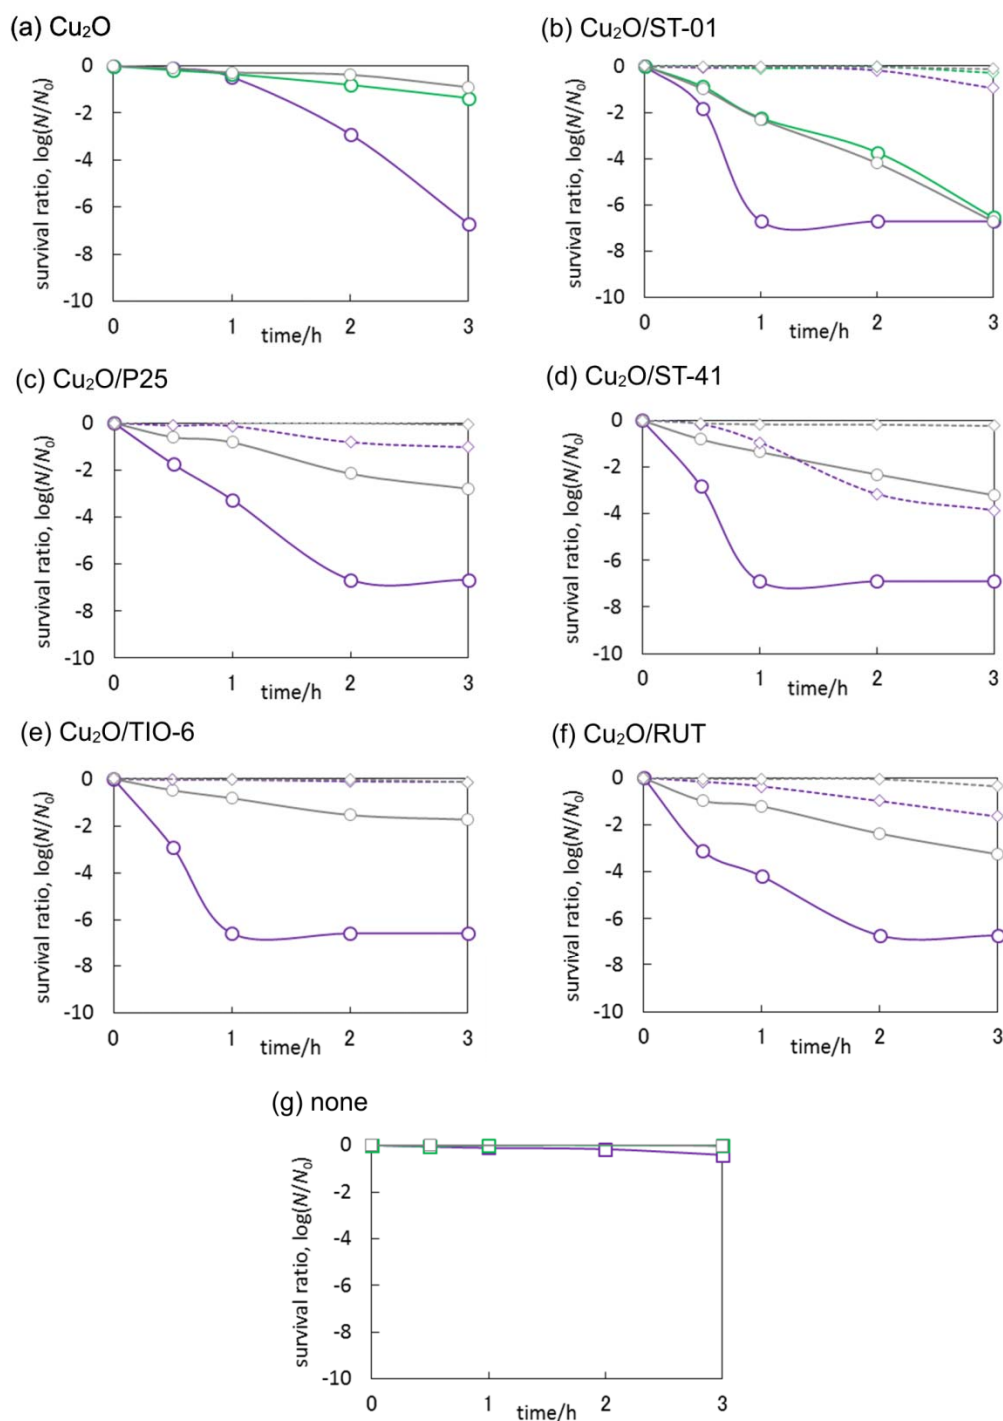 (a) Cu₂O
(b) Cu₂O/ST-01
0
-2
-4
-6
-8
-10
survival ratio, log(N/N₀)
0 1 2 3
time/h
0
-2
-4
-6
-8
-10
survival ratio, log(N/N₀)
0 1 2 3
time/h
(c) Cu₂O/P25
(d) Cu₂O/ST-41
0
-2
-4
-6
-8
-10
survival ratio, log(N/N₀)
0 1 2 3
time/h
0
-2
-4
-6
-8
-10
survival ratio, log(N/N₀)
0 1 2 3
time/h
(e) Cu₂O/TIO-6
(f) Cu₂O/RUT
0
-2
-4
-6
-8
-10
survival ratio, log(N/N₀)
0 1 2 3
time/h
0
-2
-4
-6
-8
-10
survival ratio, log(N/N₀)
0 1 2 3
time/h
(g) none
0
-2
-4
-6
-8
-10
survival ratio, log(N/N₀)
0 1 2 3
time/h